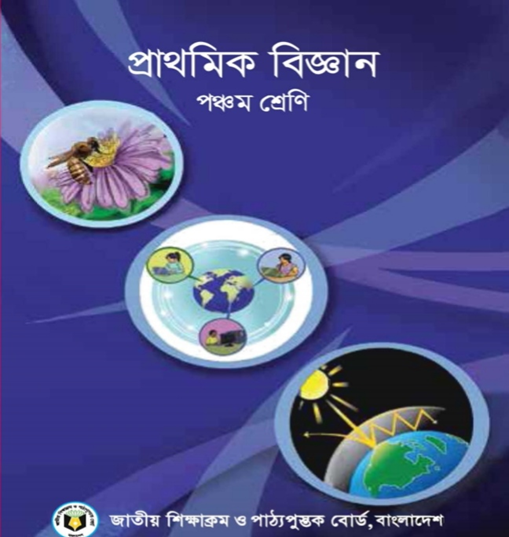 প্রাথমিক বিজ্ঞান
পঞ্চম শ্রেণি
জাতীয় শিক্ষাক্রম ও পাঠ্যপুস্তক বোর্ড, বাংলাদেশ